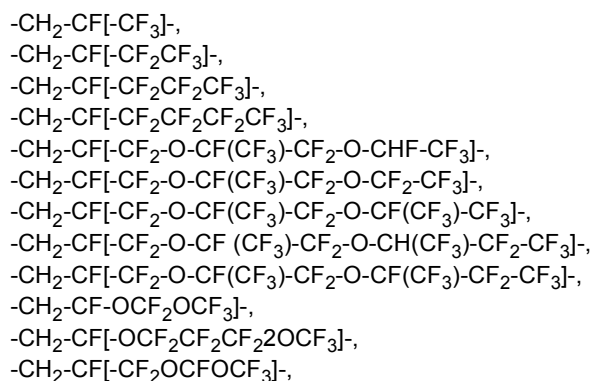 -CH₂-CF[-CF₃]-,
-CH₂-CF[-CF₂CF₃]-,
-CH₂-CF[-CF₂CF₂CF₃]-,
-CH₂-CF[-CF₂CF₂CF₂CF₃]-,
-CH₂-CF[-CF₂-O-CF(CF₃)-CF₂-O-CHF-CF₃]-,
-CH₂-CF[-CF₂-O-CF(CF₃)-CF₂-O-CF₂-CF₃]-,
-CH₂-CF[-CF₂-O-CF(CF₃)-CF₂-O-CF(CF₃)-CF₃]-,
-CH₂-CF[-CF₂-O-CF (CF₃)-CF₂-O-CH(CF₃)-CF₂-CF₃]-,
-CH₂-CF[-CF₂-O-CF(CF₃)-CF₂-O-CF(CF₃)-CF₂-CF₃]-,
-CH₂-CF-OCF₂OCF₃]-,
-CH₂-CF[-OCF₂CF₂CF₂2OCF₃]-,
-CH₂-CF[-CF₂OCFOCF₃]-,